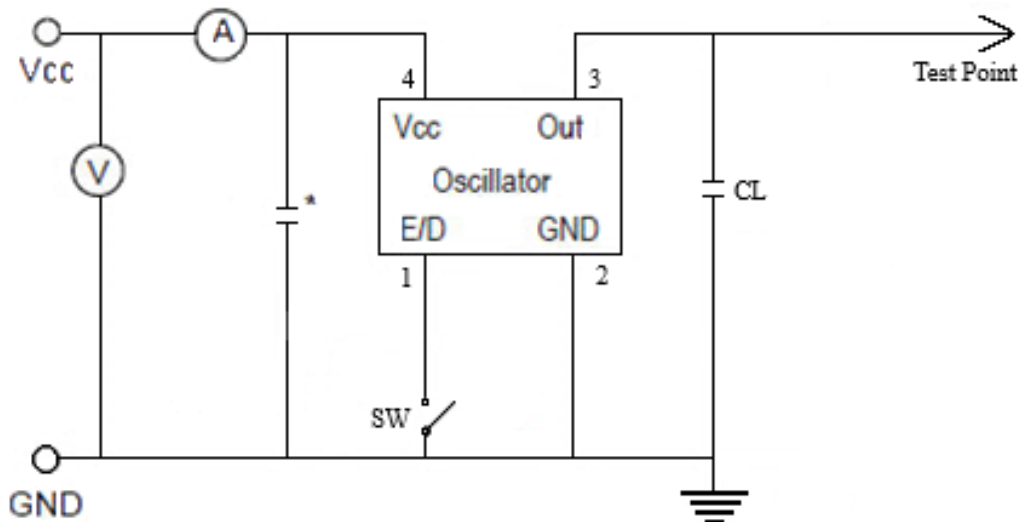 A
Vcc
4
3
Test Point
Vcc Out
V
Oscillator
CL
*
E/D GND
1
2
SW
GND